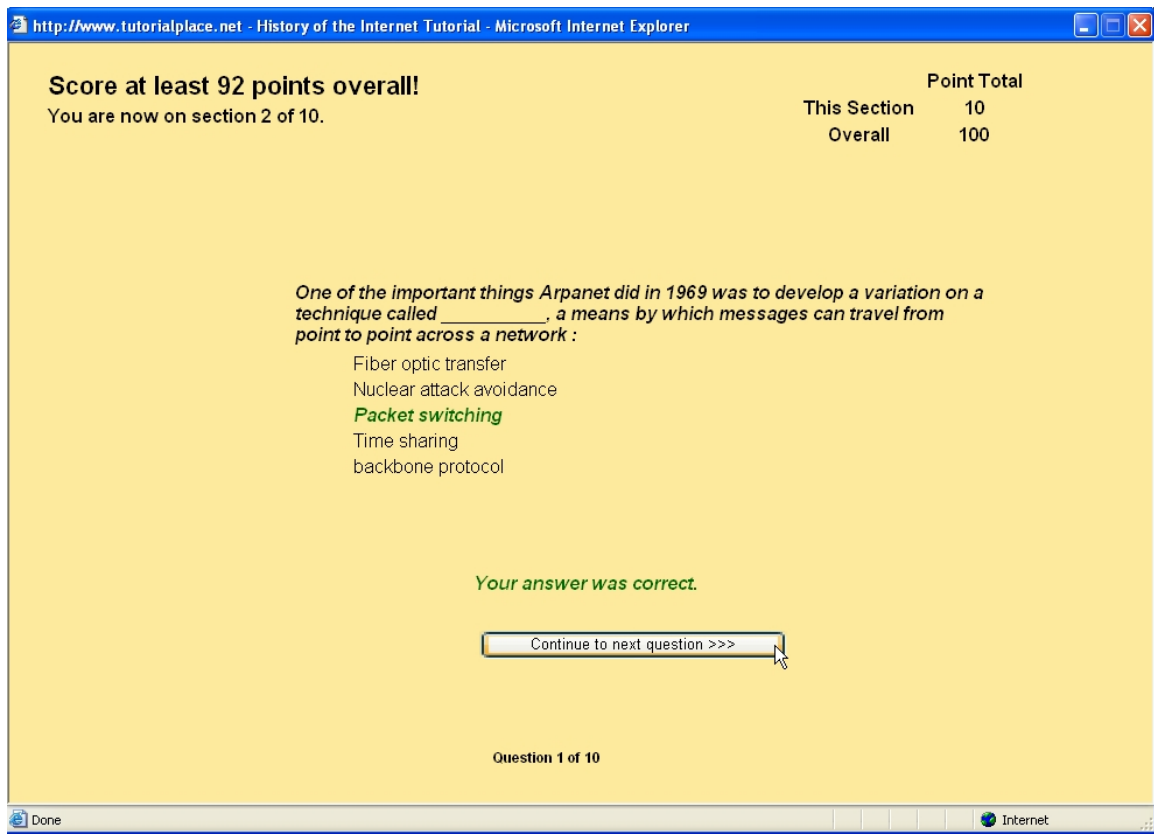 http://www.tutorialplace.net - History of the Internet Tutorial - Microsoft Internet Explorer
Score at least 92 points overall!
You are now on section 2 of 10.
Point Total
This Section 10
Overall 100
One of the important things Arpanet did in 1969 was to develop a variation on a
technique called __________, a means by which messages can travel from
point to point across a network :
Fiber optic transfer
Nuclear attack avoidance
Packet switching
Time sharing
backbone protocol
Your answer was correct.
Continue to next question >>>
Question 1 of 10
Done
Internet